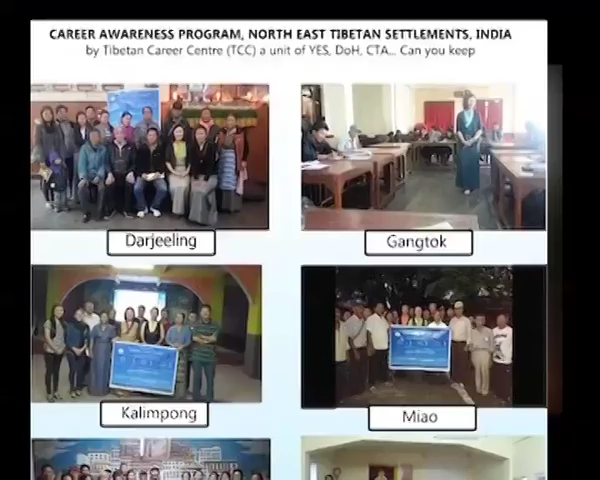 CAREER AWARENESS PROGRAM, NORTH EAST TIBETAN SETTLEMENTS, INDIA
by Tibetan Career Centre (TCC) a unit of YES, DoH, CTA... Can you keep
Darjeeling
Gangtok
Kalimpong
Miao